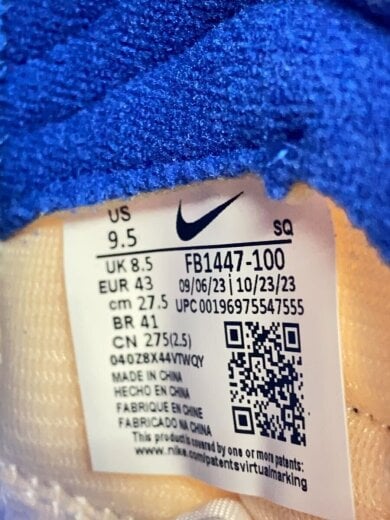 US
9.5
SQ
UK 8.5
FB1447-100
EUR 43
09/06/23 | 10/23/23
cm 27.5
UPC 00196975547555
BR 41
CN 275(2.5)
040Z8X44VTWQY
MADE IN CHINA
HECHO EN CHINA
FABRIQUE EN CHINE
FABRICADO NA CHINA
This product is covered by one or more patents:
www.nike.com/patentsvirtualmarking